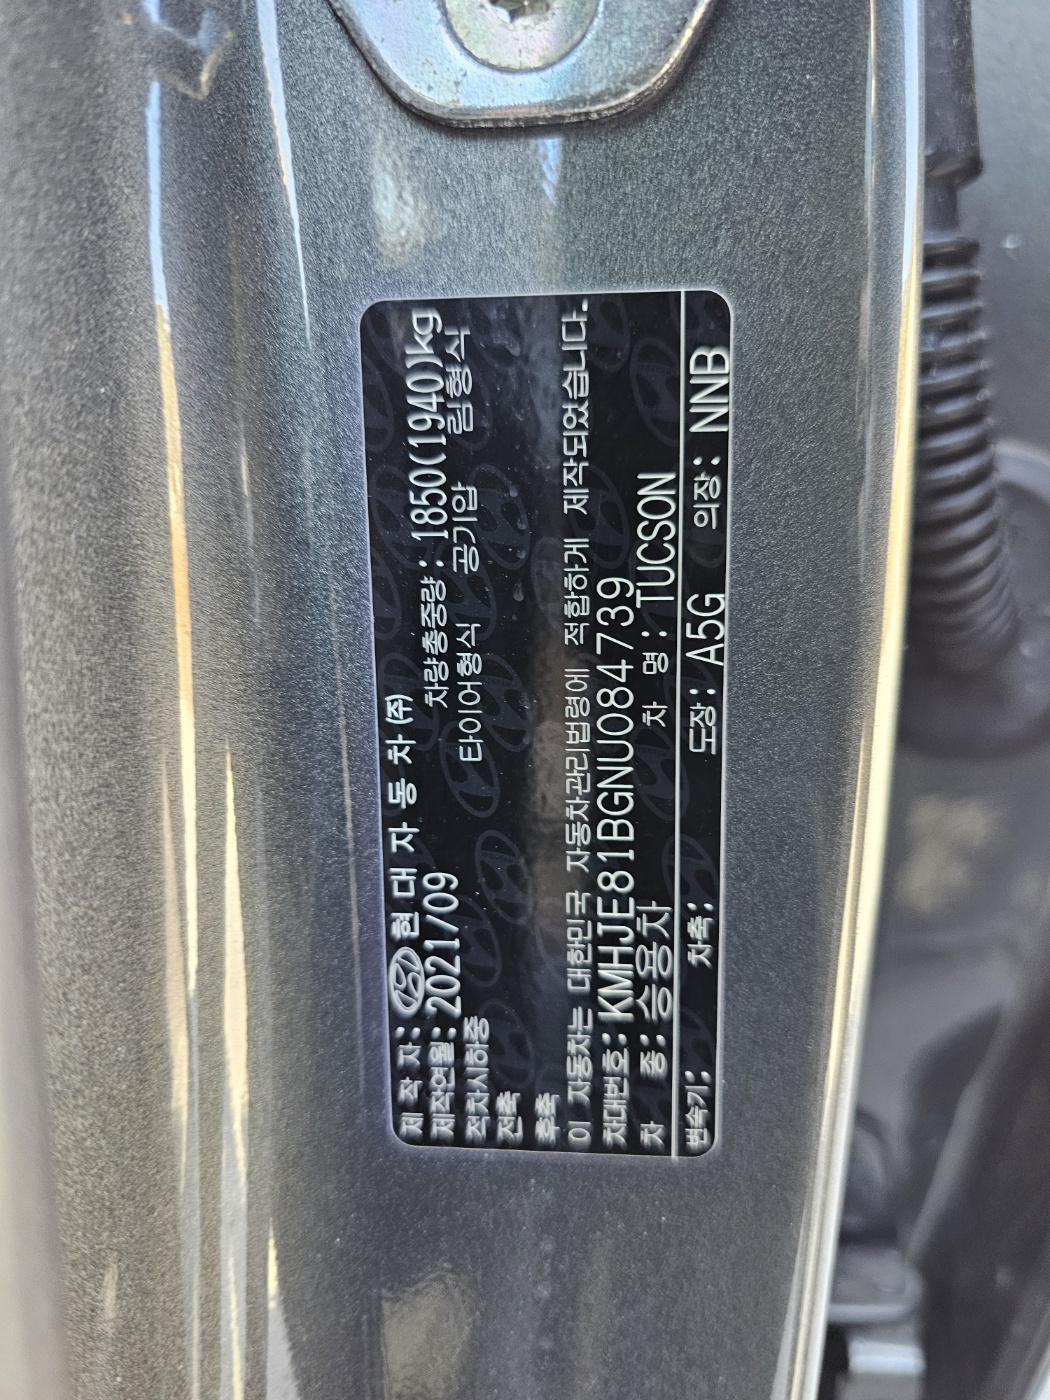 제 작 자 : 현 대 자 동 차 ㈜
제작연월 : 2021/09 차량총중량 : 1850(1940)kg
적차시하중 타이어형식 공기압 림형식
전축
후축
이 자동차는 대한민국 자동차관리법령에 적합하게 제작되었습니다.
차대번호 : KMHJE81BGNU084739
차 종 : 승용차 차 명 : TUCSON
변속기 : 차축 : 도장 : A5G 의장 : NNB